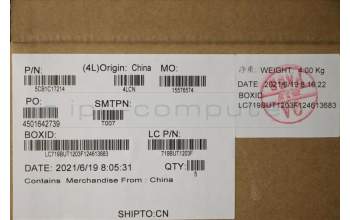 P/N: (4L)Origin: China MO:
5CB1C17214 4LCN 15576574
PO: SMTPN:
4501642739 T007
BOXID: LC P/N:
LC719BUT1203F124613683 719BUT1203F
DATE: 2021/6/19 8:05:31 QTY:
Contains Merchandise From : China
SHIPTO:CN
WEIGHT: 4.00 Kg
DATE 2021/6/19 8:16:22
BOXID
LC719BUT1203F124613683